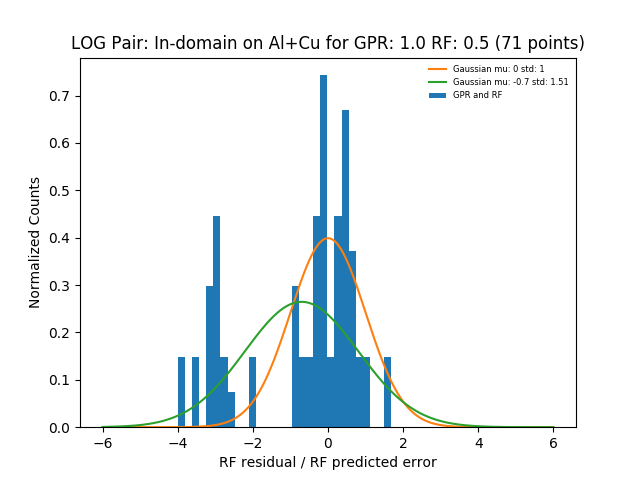 LOG Pair: In-domain on Al+Cu for GPR: 1.0 RF: 0.5 (71 points)
Gaussian mu: 0 std: 1
Gaussian mu: -0.7 std: 1.51
GPR and RF
Normalized Counts
0.7
0.6
0.5
0.4
0.3
0.2
0.1
0.0
−6 −4 −2 0 2 4 6
RF residual / RF predicted error